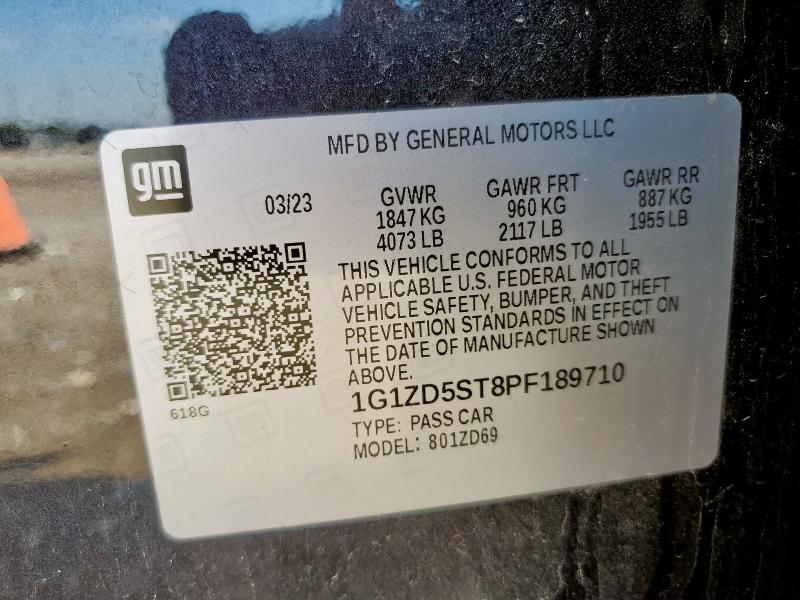 MFD BY GENERAL MOTORS LLC
gm
03/23
GVWR
1847 KG
4073 LB
GAWR FRT
960 KG
2117 LB
GAWR RR
887 KG
1955 LB
THIS VEHICLE CONFORMS TO ALL
APPLICABLE U.S. FEDERAL MOTOR
VEHICLE SAFETY, BUMPER, AND THEFT
PREVENTION STANDARDS IN EFFECT ON
THE DATE OF MANUFACTURE SHOWN
ABOVE.
1G1ZD5ST8PF189710
TYPE: PASS CAR
MODEL: 801ZD69
618G